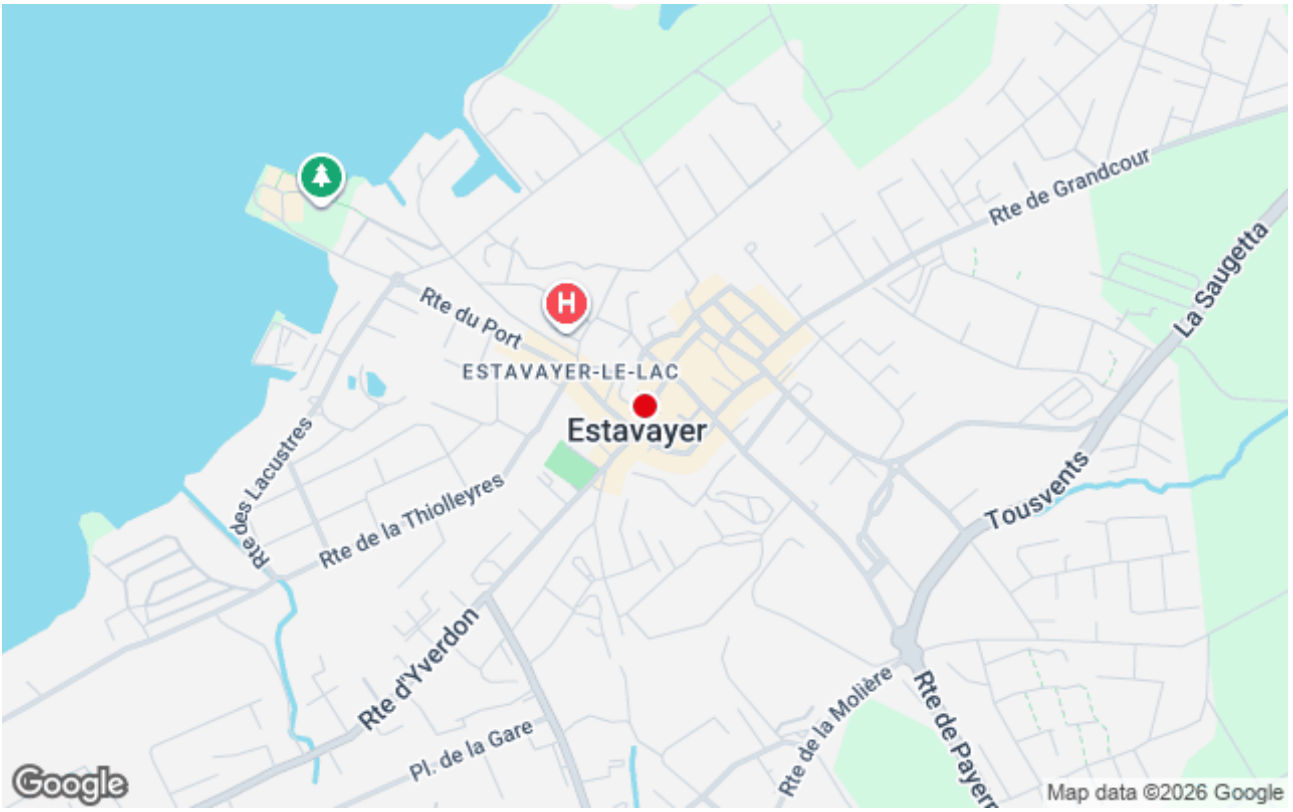 Rte de Grandcour
La Saugetta
Rte du Port
H
ESTAVAYER-LE-LAC
Estavayer
Rte des Lacustres
Rte de la Thiolleyres
Tousvents
Rte d'Yverdon
Rte de la Molière
Rte de Payern
Pl. de la Gare
Google
Map data ©2026 Google